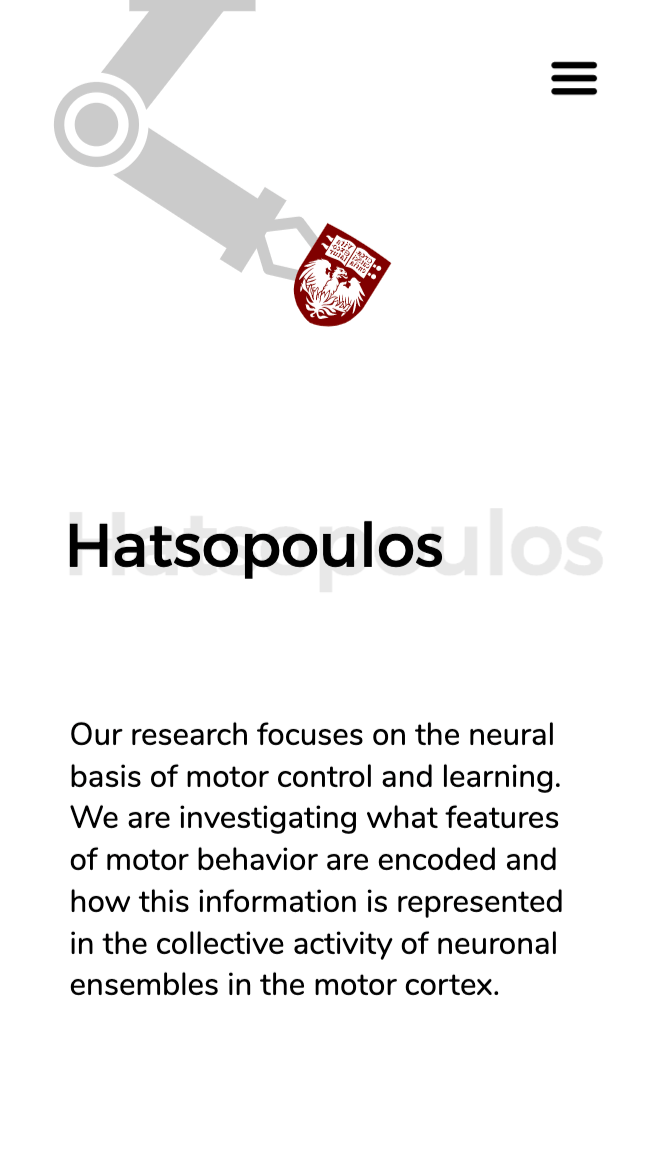 Hatsopoulos
Hatsopoulos
Our research focuses on the neural
basis of motor control and learning.
We are investigating what features
of motor behavior are encoded and
how this information is represented
in the collective activity of neuronal
ensembles in the motor cortex.